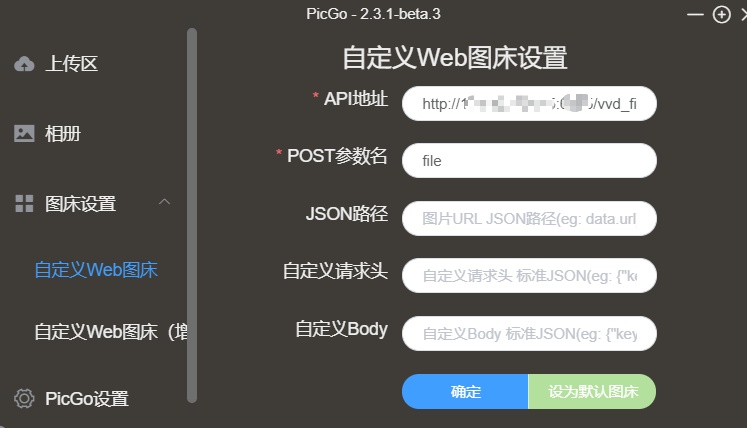 PicGo - 2.3.1-beta.3
上传区
相册
图床设置
自定义Web图床
自定义Web图床（增
PicGo设置
自定义Web图床设置
* API地址
http://1 /vvd_fi
* POST参数名
file
JSON路径
图片URL JSON路径(eg: data.url
自定义请求头
自定义请求头 标准JSON(eg: {"ke
自定义Body
自定义Body 标准JSON(eg: {"key
确定
设为默认图床